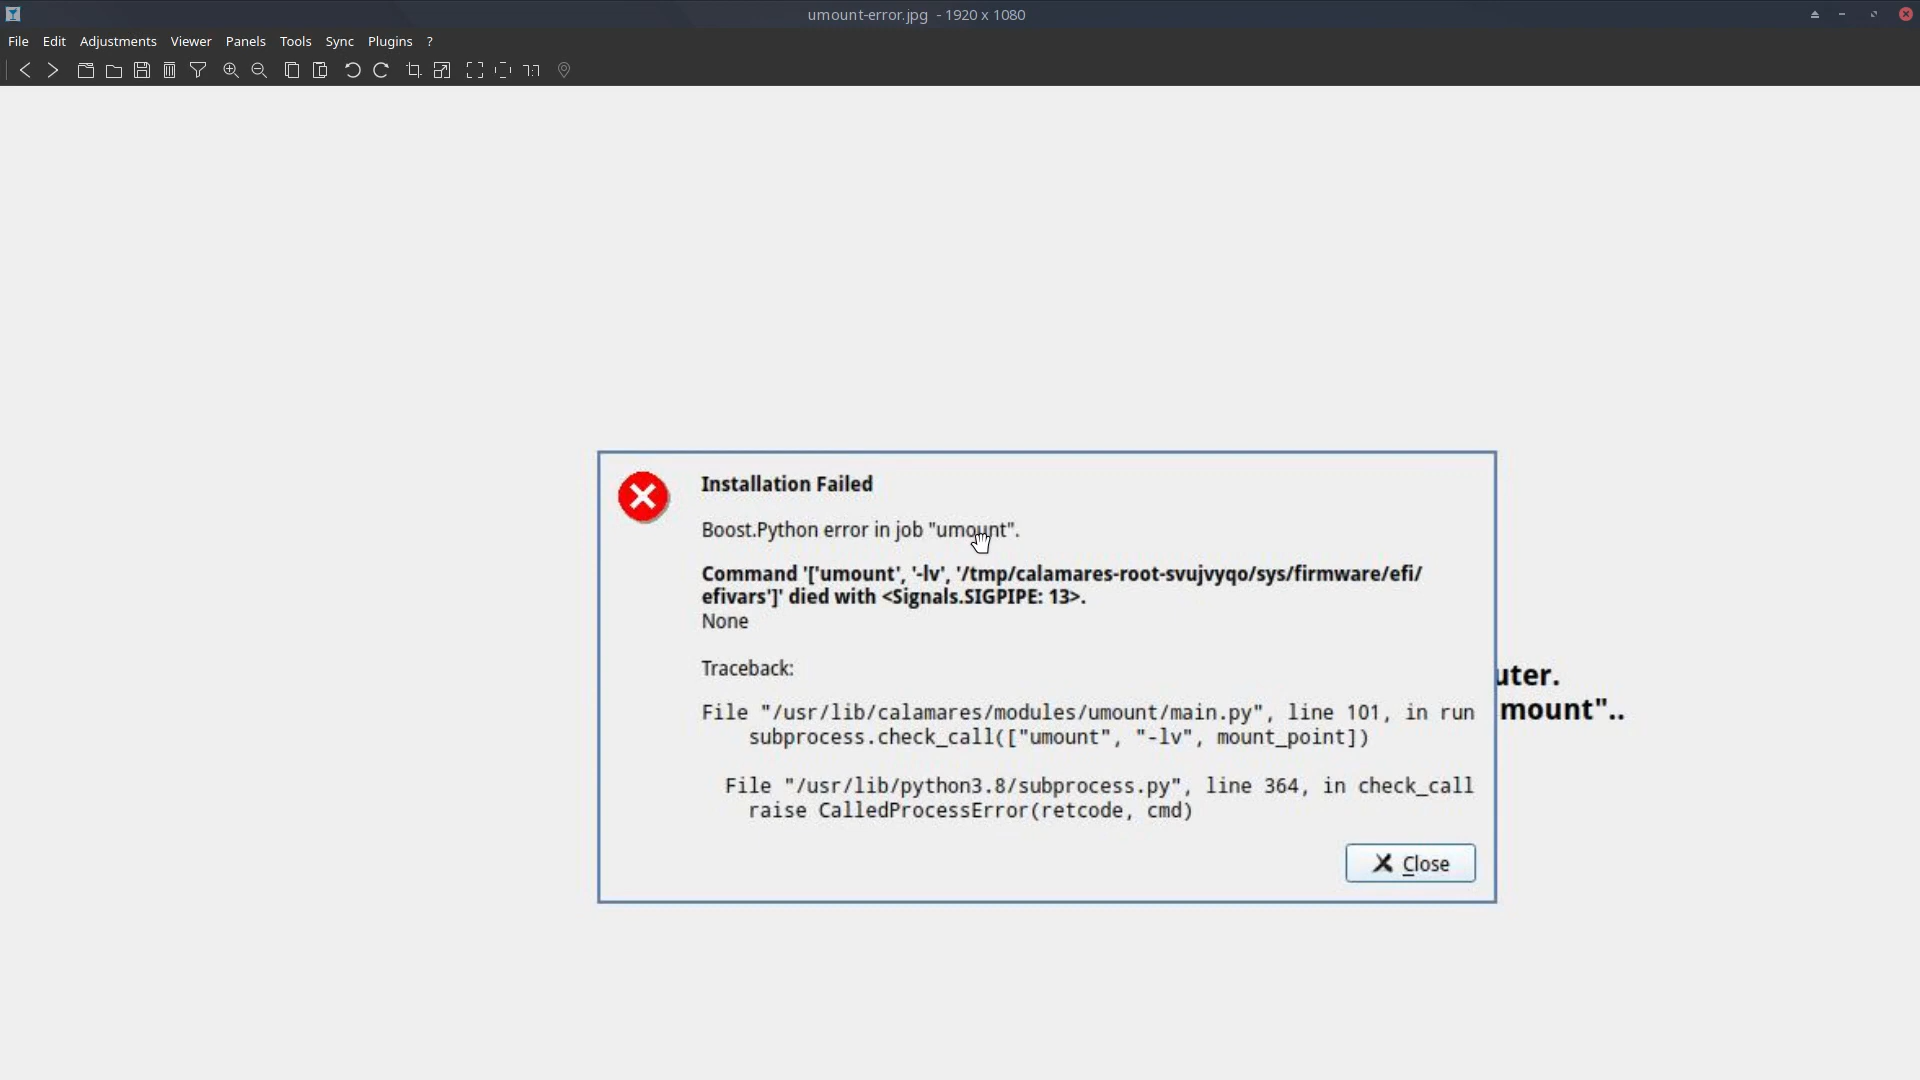 umount-error.jpg - 1920 x 1080
File Edit Adjustments Viewer Panels Tools Sync Plugins ?
Installation Failed
Boost.Python error in job "umount".
Command '['umount', '-lv', '/tmp/calamares-root-svujvyqo/sys/firmware/efi/
efivars']' died with <Signals.SIGPIPE: 13>.
None
Traceback:
uter.
mount"..
File "/usr/lib/calamares/modules/umount/main.py", line 101, in run
subprocess.check_call(["umount", "-lv", mount_point])
File "/usr/lib/python3.8/subprocess.py", line 364, in check_call
raise CalledProcessError(retcode, cmd)
Close